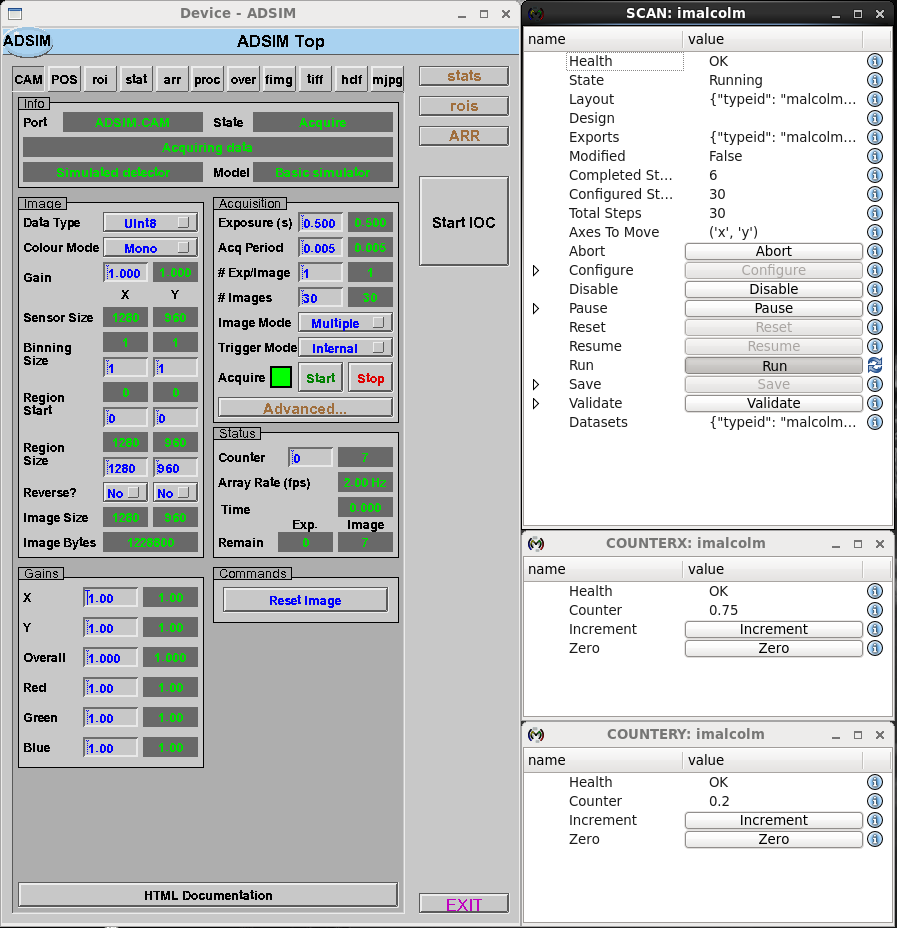 Device - ADSIM
ADSIM
ADSIM Top
CAM POS roi stat arr proc over fimg tiff hdf mjpg
Info
Port ADSIM.CAM State Acquire
Acquiring data
Simulated detector Model Basic simulator
Image
Data Type UInt8
Colour Mode Mono
Gain 1.000 1.000
X Y
Sensor Size 1280 960
Binning Size 1 1
1 1
Region Start 0 0
0 0
Region Size 1280 960
1280 960
Reverse? No No
Image Size 1280 960
Image Bytes 1228800
Acquisition
Exposure (s) 0.500 0.500
Acq Period 0.005 0.005
# Exp/Image 1 1
# Images 30 30
Image Mode Multiple
Trigger Mode Internal
Acquire Start Stop
Advanced...
Status
Counter 0 7
Array Rate (fps) 2.00 Hz
Time 0.000
Exp. Image
Remain 0 7
Gains
X 1.00 1.00
Y 1.00 1.00
Overall 1.000 1.000
Red 1.00 1.00
Green 1.00 1.00
Blue 1.00 1.00
Commands
Reset Image
HTML Documentation
stats
rois
ARR
Start IOC
EXIT
SCAN: imalcolm
name value
Health OK
State Running
Layout {"typeid": "malcolm...
Design
Exports {"typeid": "malcolm...
Modified False
Completed St... 6
Configured St... 30
Total Steps 30
Axes To Move ('x', 'y')
Abort Abort
Configure Configure
Disable Disable
Pause Pause
Reset Reset
Resume Resume
Run Run
Save Save
Validate Validate
Datasets {"typeid": "malcolm...
COUNTERX: imalcolm
name value
Health OK
Counter 0.75
Increment Increment
Zero Zero
COUNTERY: imalcolm
name value
Health OK
Counter 0.2
Increment Increment
Zero Zero